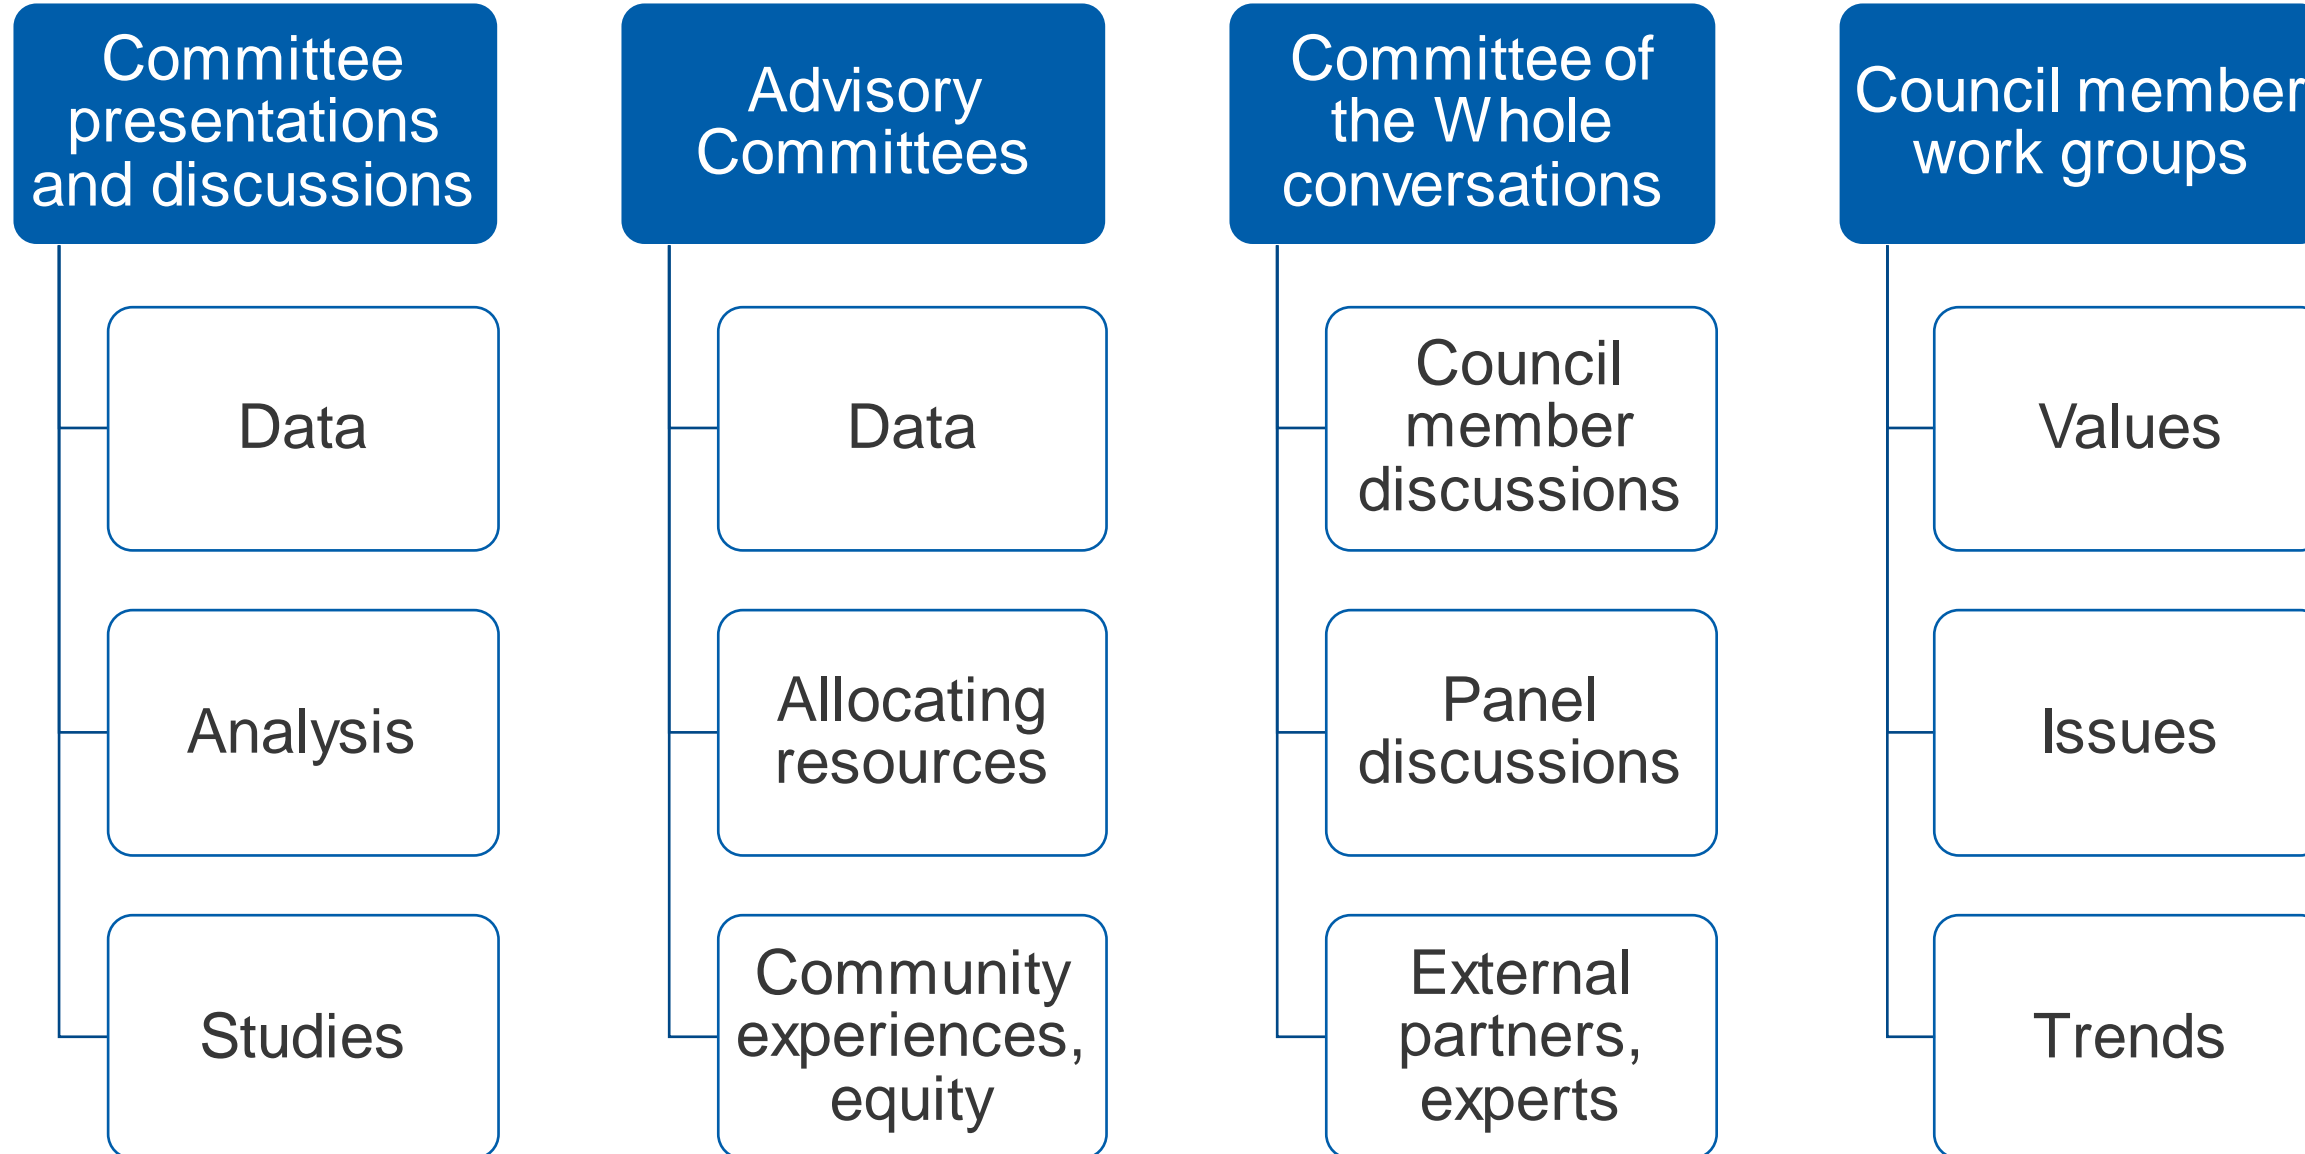 Committee
presentations
and discussions
Data
Analysis
Studies
Advisory
Committees
Data
Allocating
resources
Community
experiences,
equity
Committee of
the Whole
conversations
Council
member
discussions
Panel
discussions
External
partners,
experts
Council member
work groups
Values
Issues
Trends